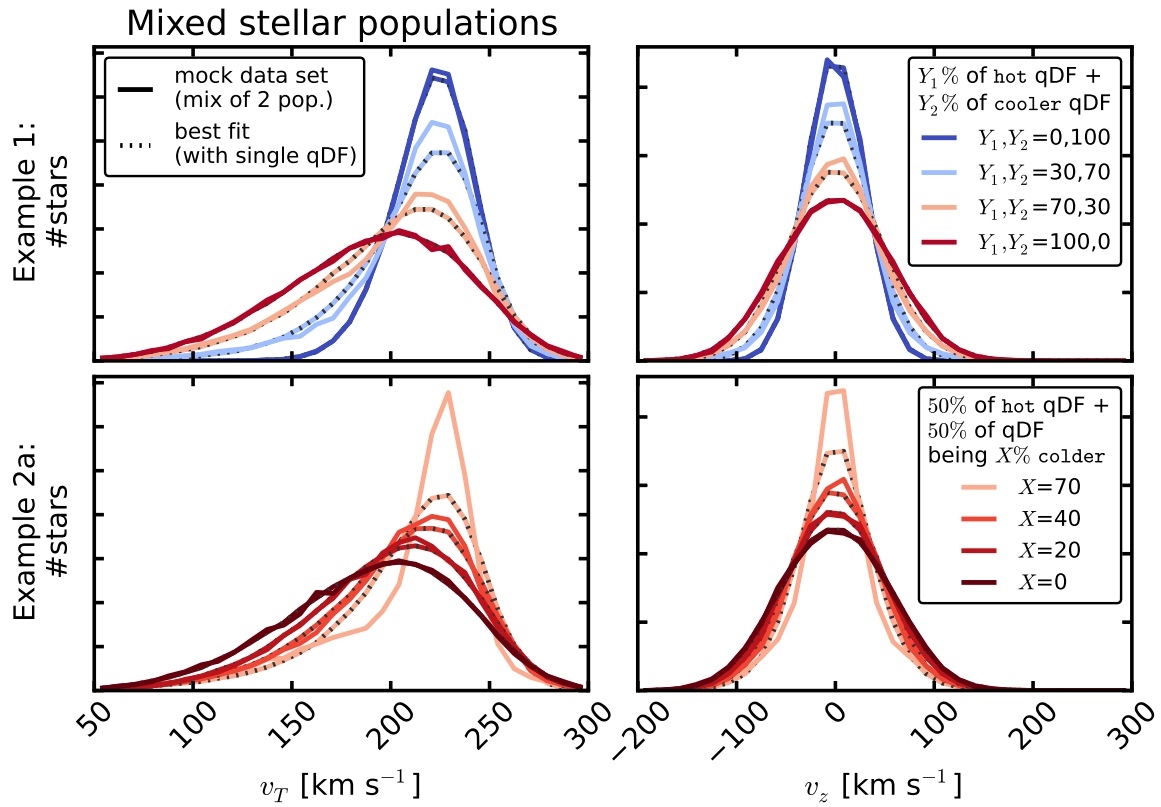 Mixed stellar populations
Example 1:
#stars
mock data set
(mix of 2 pop.)
best fit
(with single qDF)
Y₁% of hot qDF +
Y₂% of cooler qDF
Y₁,Y₂=0,100
Y₁,Y₂=30,70
Y₁,Y₂=70,30
Y₁,Y₂=100,0
Example 2a:
#stars
50% of hot qDF +
50% of qDF
being X% colder
X=70
X=40
X=20
X=0
50 100 150 200 250 300
−200 −100 0 100 200 300
v_T [km s⁻¹]
v_z [km s⁻¹]